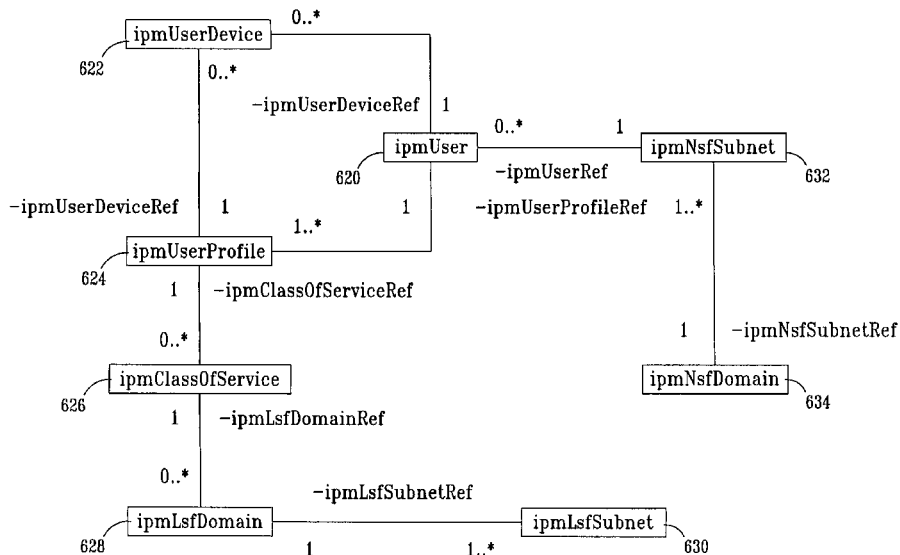 0..*
ipmUserDevice
622
0..*
-ipmUserDeviceRef 1
0..* 1
ipmUser ipmNsfSubnet
620 -ipmUserRef 632
-ipmUserDeviceRef 1 1 -ipmUserProfileRef 1..*
1..*
ipmUserProfile
624
1 -ipmClassOfServiceRef
0..* 1 -ipmNsfSubnetRef
ipmClassOfService ipmNsfDomain
626 634
1 -ipmLsfDomainRef
0..*
-ipmLsfSubnetRef
ipmLsfDomain ipmLsfSubnet
628 1 1..* 630